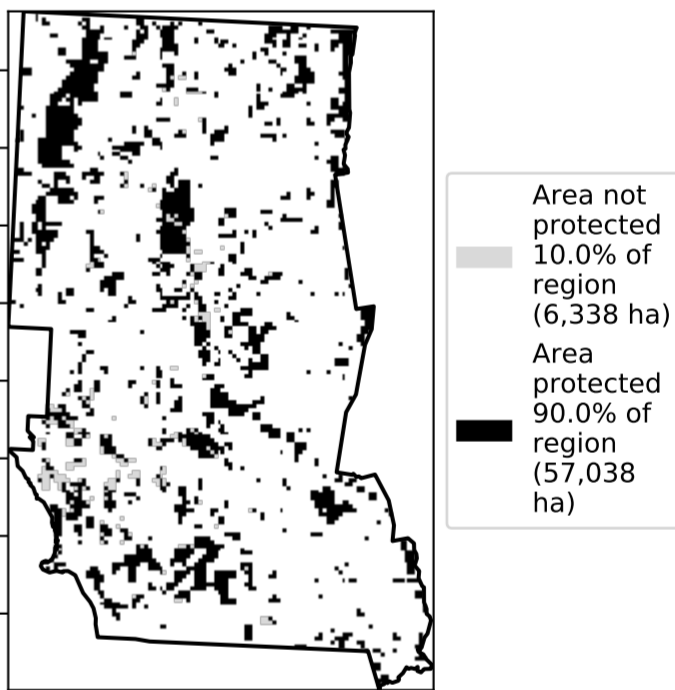 Area not
protected
10.0% of
region
(6,338 ha)
Area
protected
90.0% of
region
(57,038
ha)